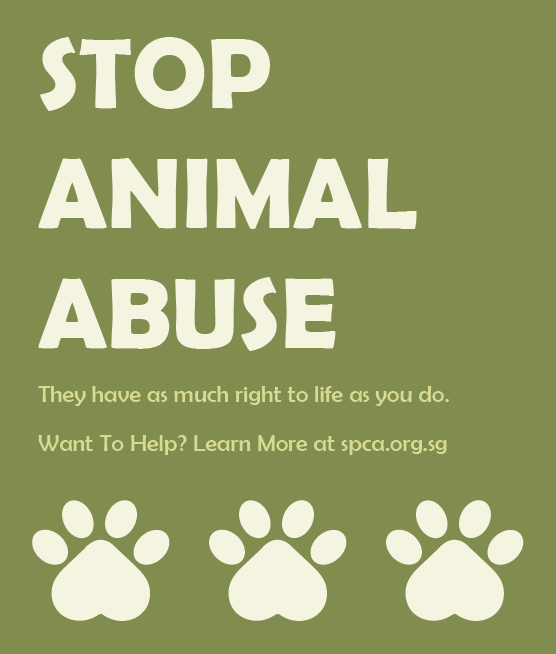 STOP
ANIMAL
ABUSE
They have as much right to life as you do.
Want To Help? Learn More at spca.org.sg